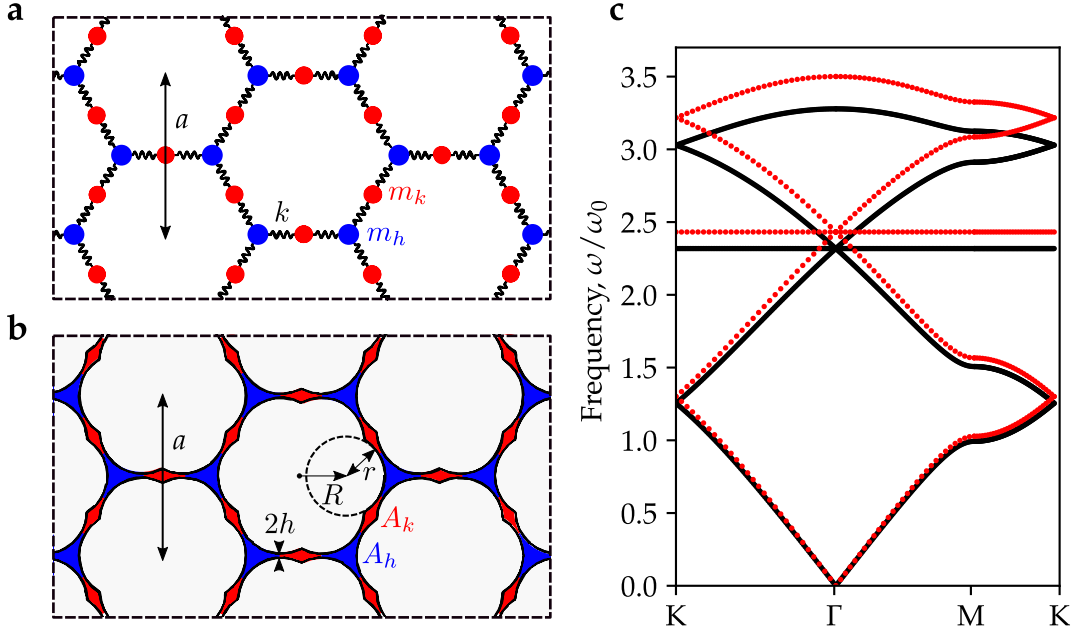 a
a
k
m_k
m_h
b
a
R
r
2h
A_k
A_h
c
Frequency, ω/ω₀
3.5
3.0
2.5
2.0
1.5
1.0
0.5
0.0
K Γ M K